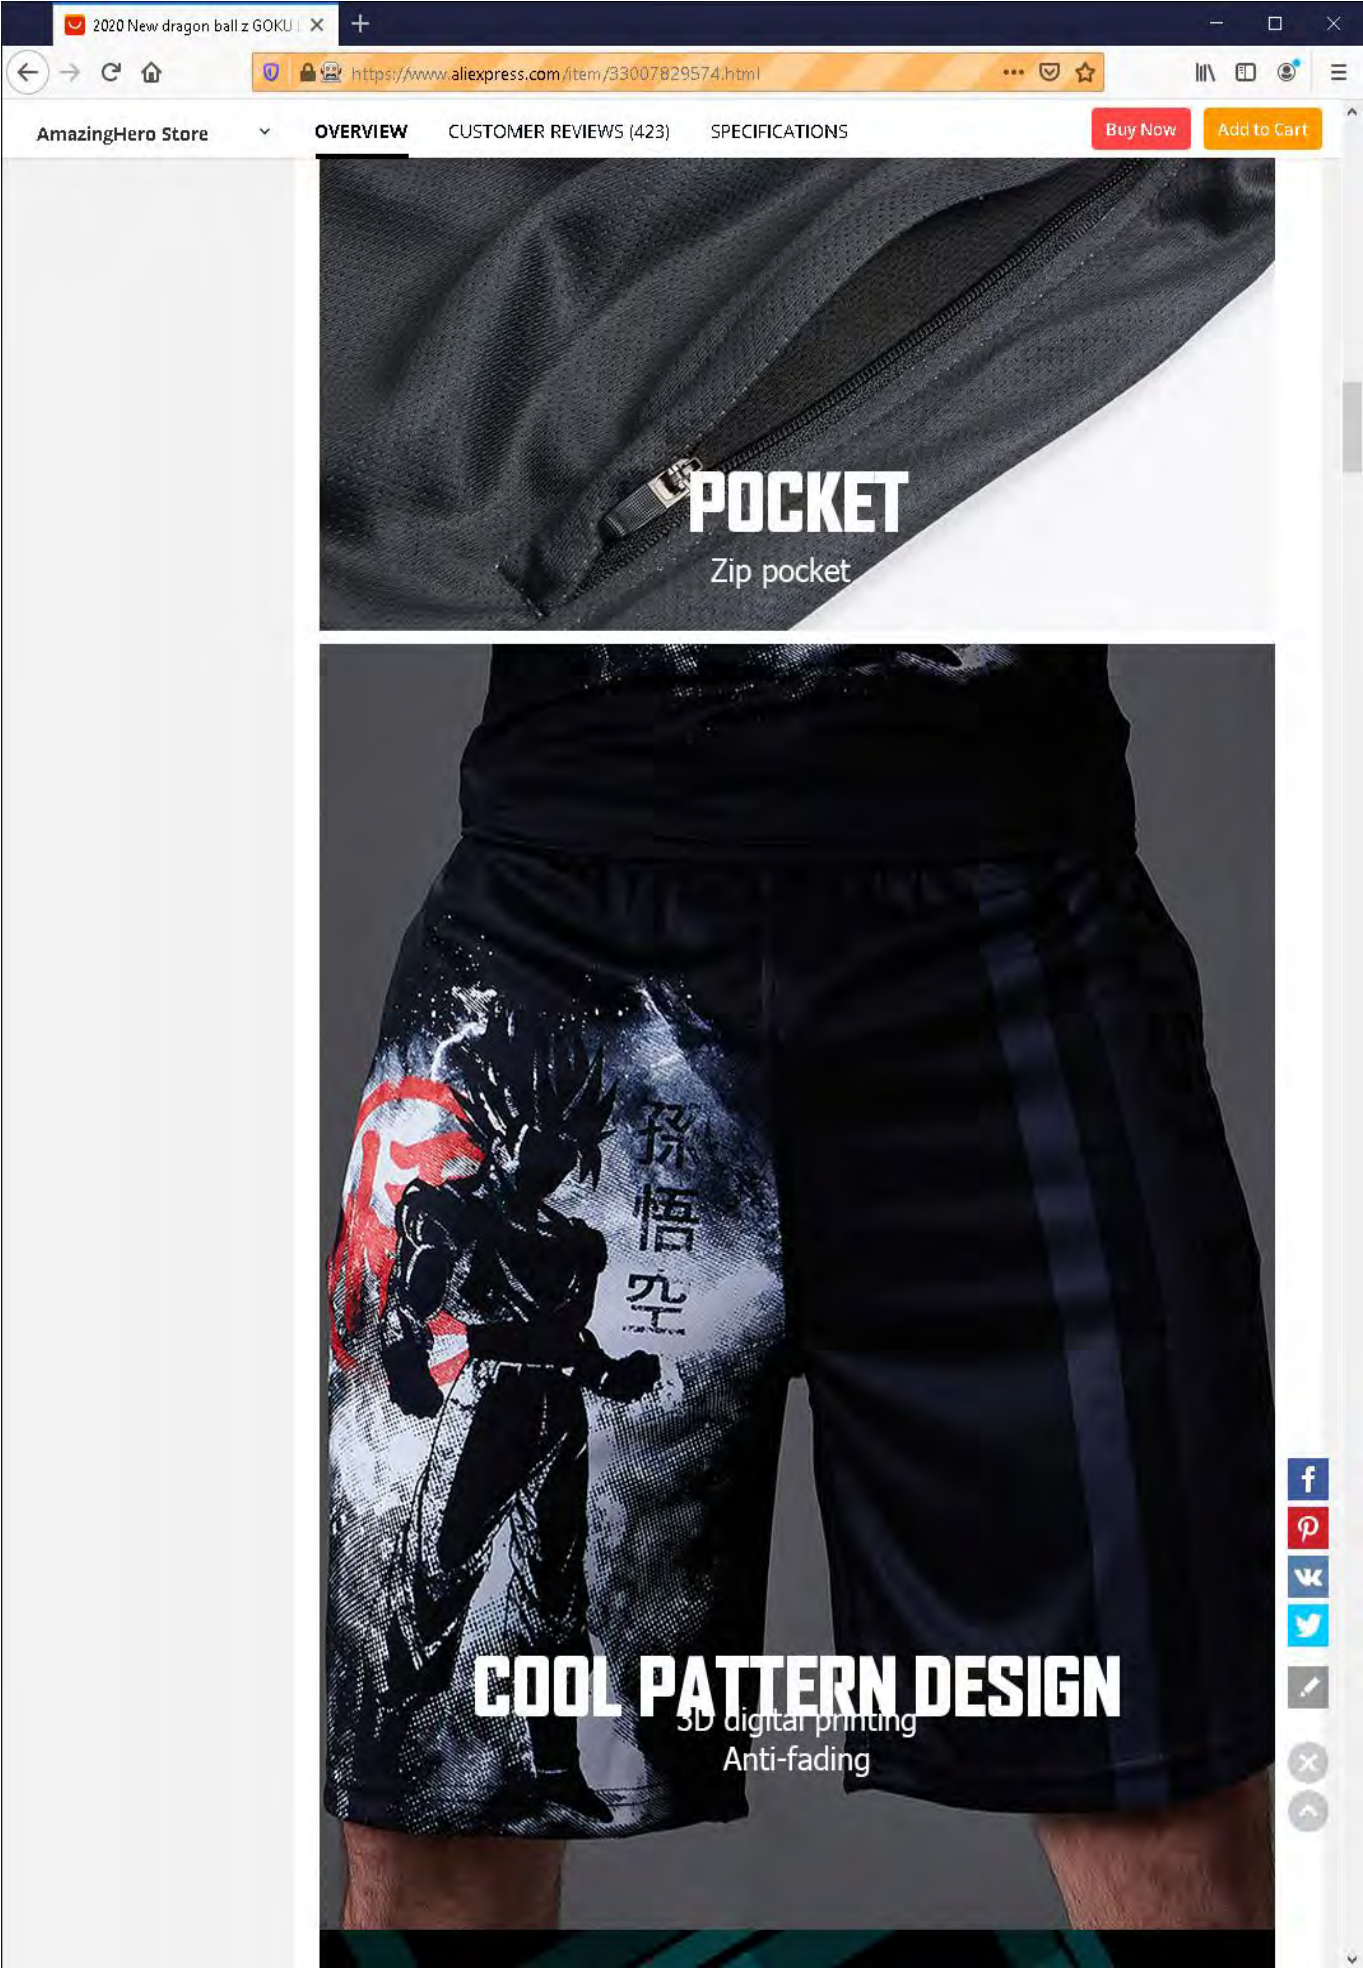 2020 New dragon ball z GOKU
https://www.aliexpress.com/item/33007829574.html
AmazingHero Store
OVERVIEW
CUSTOMER REVIEWS (423)
SPECIFICATIONS
Buy Now
Add to Cart
POCKET
Zip pocket
孫
悟
空
COOL PATTERN DESIGN
3D digital printing
Anti-fading